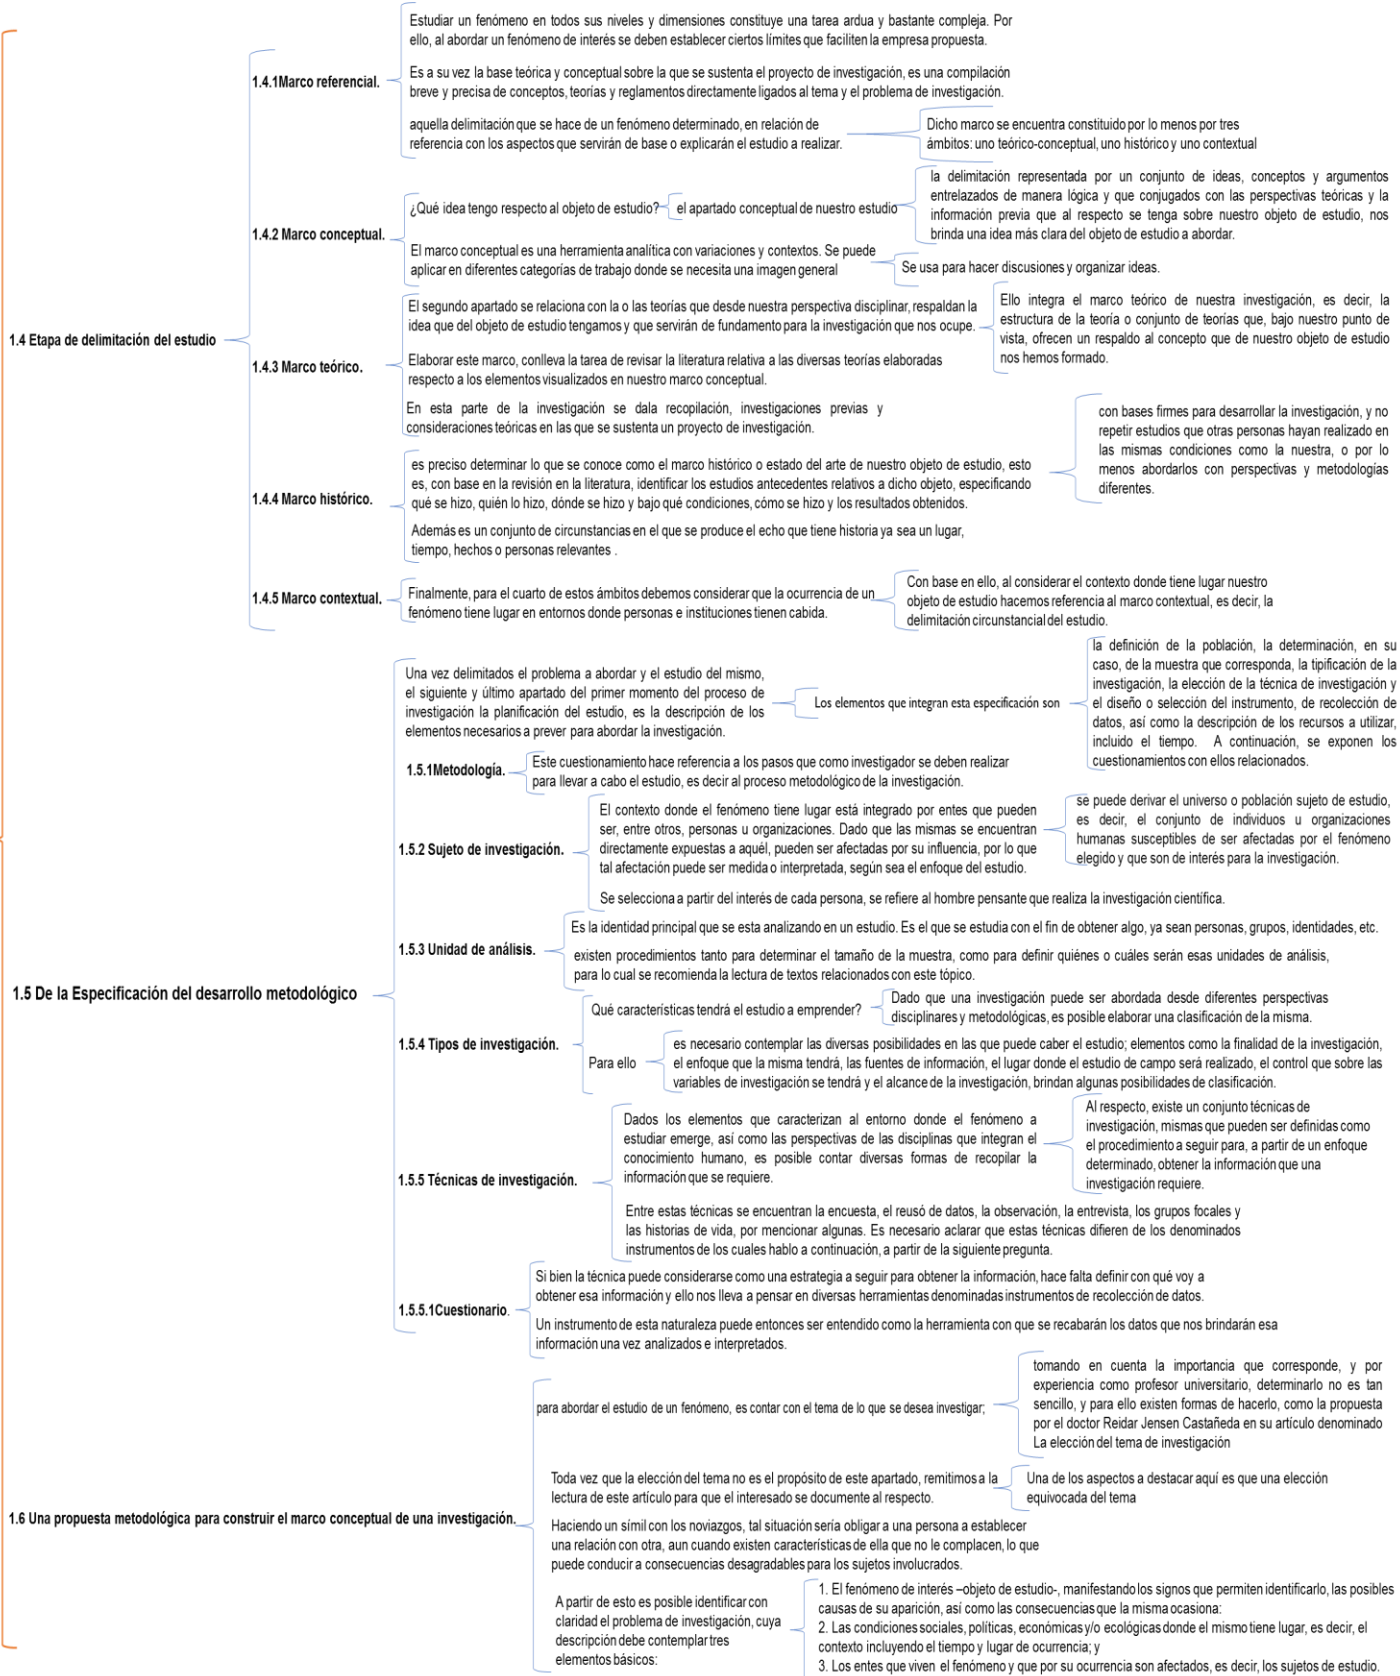 1.4 Etapa de delimitación del estudio
1.4.1Marco referencial.
Estudiar un fenómeno en todos sus niveles y dimensiones constituye una tarea ardua y bastante compleja. Por
ello, al abordar un fenómeno de interés se deben establecer ciertos límites que faciliten la empresa propuesta.
Es a su vez la base teórica y conceptual sobre la que se sustenta el proyecto de investigación, es una compilación
breve y precisa de conceptos, teorías y reglamentos directamente ligados al tema y el problema de investigación.
aquella delimitación que se hace de un fenómeno determinado, en relación de
referencia con los aspectos que servirán de base o explicarán el estudio a realizar.
Dicho marco se encuentra constituido por lo menos por tres
ámbitos: uno teórico-conceptual, uno histórico y uno contextual
1.4.2 Marco conceptual.
¿Qué idea tengo respecto al objeto de estudio?
el apartado conceptual de nuestro estudio
la delimitación representada por un conjunto de ideas, conceptos y argumentos
entrelazados de manera lógica y que conjugados con las perspectivas teóricas y la
información previa que al respecto se tenga sobre nuestro objeto de estudio, nos
brinda una idea más clara del objeto de estudio a abordar.
El marco conceptual es una herramienta analítica con variaciones y contextos. Se puede
aplicar en diferentes categorías de trabajo donde se necesita una imagen general
Se usa para hacer discusiones y organizar ideas.
1.4.3 Marco teórico.
El segundo apartado se relaciona con la o las teorías que desde nuestra perspectiva disciplinar, respaldan la
idea que del objeto de estudio tengamos y que servirán de fundamento para la investigación que nos ocupe.
Ello integra el marco teórico de nuestra investigación, es decir, la
estructura de la teoría o conjunto de teorías que, bajo nuestro punto de
vista, ofrecen un respaldo al concepto que de nuestro objeto de estudio
nos hemos formado.
Elaborar este marco, conlleva la tarea de revisar la literatura relativa a las diversas teorías elaboradas
respecto a los elementos visualizados en nuestro marco conceptual.
En esta parte de la investigación se dala recopilación, investigaciones previas y
consideraciones teóricas en las que se sustenta un proyecto de investigación.
1.4.4 Marco histórico.
es preciso determinar lo que se conoce como el marco histórico o estado del arte de nuestro objeto de estudio, esto
es, con base en la revisión en la literatura, identificar los estudios antecedentes relativos a dicho objeto, especificando
qué se hizo, quién lo hizo, dónde se hizo y bajo qué condiciones, cómo se hizo y los resultados obtenidos.
con bases firmes para desarrollar la investigación, y no
repetir estudios que otras personas hayan realizado en
las mismas condiciones como la nuestra, o por lo
menos abordarlos con perspectivas y metodologías
diferentes.
Además es un conjunto de circunstancias en el que se produce el echo que tiene historia ya sea un lugar,
tiempo, hechos o personas relevantes .
1.4.5 Marco contextual.
Finalmente, para el cuarto de estos ámbitos debemos considerar que la ocurrencia de un
fenómeno tiene lugar en entornos donde personas e instituciones tienen cabida.
Con base en ello, al considerar el contexto donde tiene lugar nuestro
objeto de estudio hacemos referencia al marco contextual, es decir, la
delimitación circunstancial del estudio.
1.5 De la Especificación del desarrollo metodológico
Una vez delimitados el problema a abordar y el estudio del mismo,
el siguiente y último apartado del primer momento del proceso de
investigación la planificación del estudio, es la descripción de los
elementos necesarios a prever para abordar la investigación.
Los elementos que integran esta especificación son
la definición de la población, la determinación, en su
caso, de la muestra que corresponda, la tipificación de la
investigación, la elección de la técnica de investigación y
el diseño o selección del instrumento, de recolección de
datos, así como la descripción de los recursos a utilizar,
incluido el tiempo. A continuación, se exponen los
cuestionamientos con ellos relacionados.
1.5.1Metodología.
Este cuestionamiento hace referencia a los pasos que como investigador se deben realizar
para llevar a cabo el estudio, es decir al proceso metodológico de la investigación.
1.5.2 Sujeto de investigación.
El contexto donde el fenómeno tiene lugar está integrado por entes que pueden
ser, entre otros, personas u organizaciones. Dado que las mismas se encuentran
directamente expuestas a aquél, pueden ser afectadas por su influencia, por lo que
tal afectación puede ser medida o interpretada, según sea el enfoque del estudio.
se puede derivar el universo o población sujeto de estudio,
es decir, el conjunto de individuos u organizaciones
humanas susceptibles de ser afectadas por el fenómeno
elegido y que son de interés para la investigación.
Se selecciona a partir del interés de cada persona, se refiere al hombre pensante que realiza la investigación científica.
1.5.3 Unidad de análisis.
Es la identidad principal que se esta analizando en un estudio. Es el que se estudia con el fin de obtener algo, ya sean personas, grupos, identidades, etc.
existen procedimientos tanto para determinar el tamaño de la muestra, como para definir quiénes o cuáles serán esas unidades de análisis,
para lo cual se recomienda la lectura de textos relacionados con este tópico.
1.5.4 Tipos de investigación.
Qué características tendrá el estudio a emprender?
Dado que una investigación puede ser abordada desde diferentes perspectivas
disciplinares y metodológicas, es posible elaborar una clasificación de la misma.
Para ello
es necesario contemplar las diversas posibilidades en las que puede caber el estudio; elementos como la finalidad de la investigación,
el enfoque que la misma tendrá, las fuentes de información, el lugar donde el estudio de campo será realizado, el control que sobre las
variables de investigación se tendrá y el alcance de la investigación, brindan algunas posibilidades de clasificación.
1.5.5 Técnicas de investigación.
Dados los elementos que caracterizan al entorno donde el fenómeno a
estudiar emerge, así como las perspectivas de las disciplinas que integran el
conocimiento humano, es posible contar diversas formas de recopilar la
información que se requiere.
Al respecto, existe un conjunto técnicas de
investigación, mismas que pueden ser definidas como
el procedimiento a seguir para, a partir de un enfoque
determinado, obtener la información que una
investigación requiere.
Entre estas técnicas se encuentran la encuesta, el reusó de datos, la observación, la entrevista, los grupos focales y
las historias de vida, por mencionar algunas. Es necesario aclarar que estas técnicas difieren de los denominados
instrumentos de los cuales hablo a continuación, a partir de la siguiente pregunta.
1.5.5.1Cuestionario.
Si bien la técnica puede considerarse como una estrategia a seguir para obtener la información, hace falta definir con qué voy a
obtener esa información y ello nos lleva a pensar en diversas herramientas denominadas instrumentos de recolección de datos.
Un instrumento de esta naturaleza puede entonces ser entendido como la herramienta con que se recabarán los datos que nos brindarán esa
información una vez analizados e interpretados.
1.6 Una propuesta metodológica para construir el marco conceptual de una investigación.
para abordar el estudio de un fenómeno, es contar con el tema de lo que se desea investigar;
tomando en cuenta la importancia que corresponde, y por
experiencia como profesor universitario, determinarlo no es tan
sencillo, y para ello existen formas de hacerlo, como la propuesta
por el doctor Reidar Jensen Castañeda en su artículo denominado
La elección del tema de investigación
Toda vez que la elección del tema no es el propósito de este apartado, remitimos a la
lectura de este artículo para que el interesado se documente al respecto.
Una de los aspectos a destacar aquí es que una elección
equivocada del tema
Haciendo un símil con los noviazgos, tal situación sería obligar a una persona a establecer
una relación con otra, aun cuando existen características de ella que no le complacen, lo que
puede conducir a consecuencias desagradables para los sujetos involucrados.
A partir de esto es posible identificar con
claridad el problema de investigación, cuya
descripción debe contemplar tres
elementos básicos:
1. El fenómeno de interés –objeto de estudio-, manifestando los signos que permiten identificarlo, las posibles
causas de su aparición, así como las consecuencias que la misma ocasiona:
2. Las condiciones sociales, políticas, económicas y/o ecológicas donde el mismo tiene lugar, es decir, el
contexto incluyendo el tiempo y lugar de ocurrencia; y
3. Los entes que viven el fenómeno y que por su ocurrencia son afectados, es decir, los sujetos de estudio.